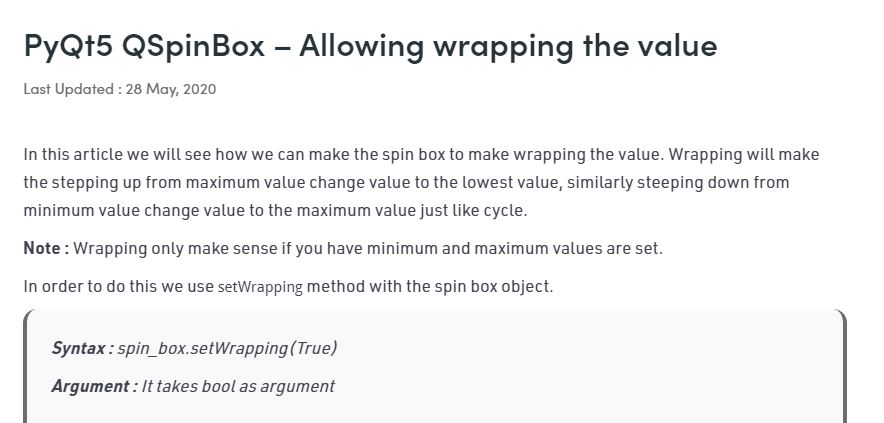 PyQt5 QSpinBox – Allowing wrapping the value
Last Updated : 28 May, 2020
In this article we will see how we can make the spin box to make wrapping the value. Wrapping will make
the stepping up from maximum value change value to the lowest value, similarly steeping down from
minimum value change value to the maximum value just like cycle.
Note : Wrapping only make sense if you have minimum and maximum values are set.
In order to do this we use setWrapping method with the spin box object.
Syntax : spin_box.setWrapping(True)
Argument : It takes bool as argument